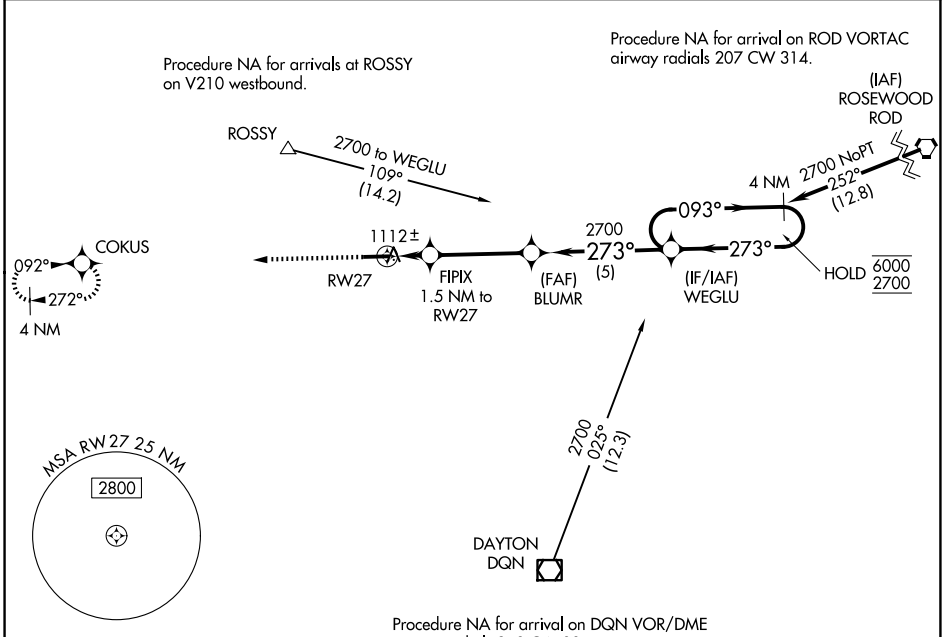 Procedure NA for arrivals at ROSSY
on V210 westbound.
Procedure NA for arrival on ROD VORTAC
airway radials 207 CW 314.
(IAF)
ROSEWOOD
ROD
ROSSY
2700 to WEGLU
109°
(14.2)
2700 NoPT
252°
(12.8)
4 NM
093°
1112±
2700
273°
(5)
273°
COKUS
092°
272°
4 NM
RW27
FIPIX
1.5 NM to
RW27
(FAF)
BLUMR
(IF/IAF)
WEGLU
HOLD
6000
2700
2700
025°
(12.3)
MSA RW27 25 NM
2800
DAYTON
DQN
Procedure NA for arrival on DQN VOR/DME